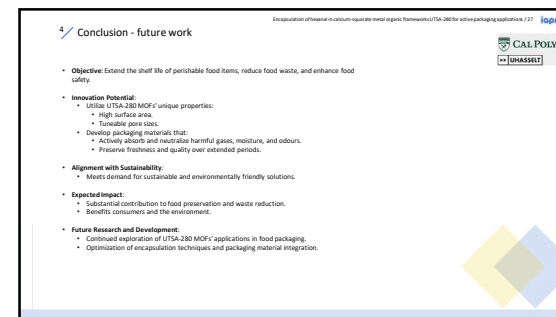 Encapsulation of hexanal in calcium-squarate metal organic frameworks UTSA-280 for active packaging applications / 27
4/ Conclusion - future work
CAL POLY
UHASSELT
• Objective: Extend the shelf life of perishable food items, reduce food waste, and enhance food
safety.
• Innovation Potential:
• Utilize UTSA-280 MOFs' unique properties:
• High surface area.
• Tuneable pore sizes.
• Develop packaging materials that:
• Actively absorb and neutralize harmful gases, moisture, and odours.
• Preserve freshness and quality over extended periods.
• Alignment with Sustainability:
• Meets demand for sustainable and environmentally friendly solutions.
• Expected Impact:
• Substantial contribution to food preservation and waste reduction.
• Benefits consumers and the environment.
• Future Research and Development:
• Continued exploration of UTSA-280 MOFs' applications in food packaging.
• Optimization of encapsulation techniques and packaging material integration.